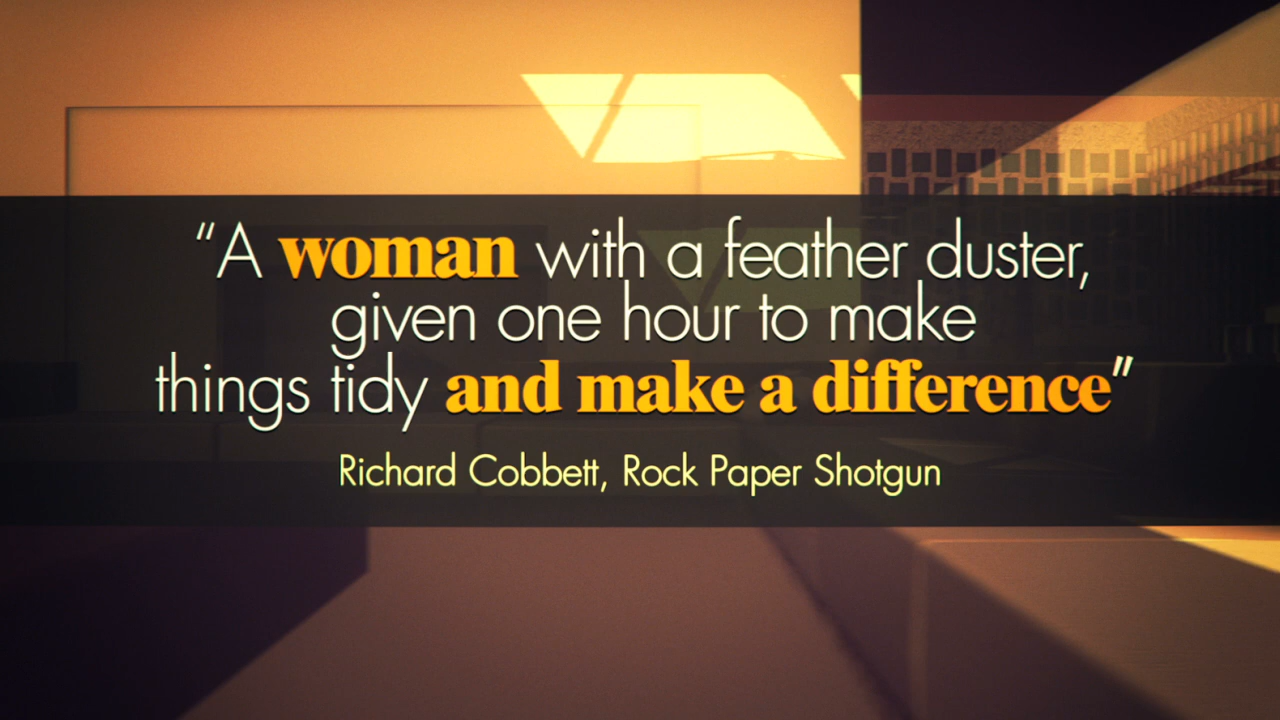 “A woman with a feather duster,
given one hour to make
things tidy and make a difference”
Richard Cobbett, Rock Paper Shotgun